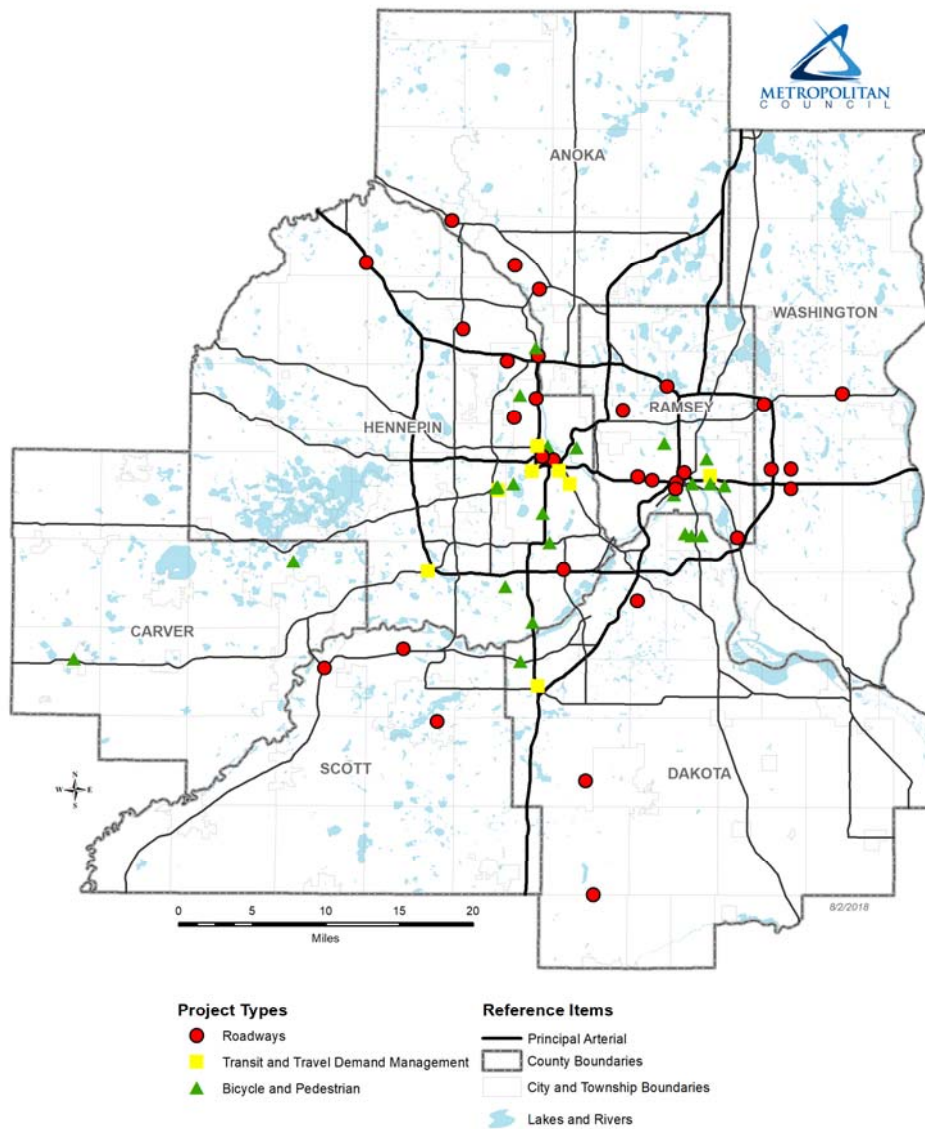 METROPOLITAN
COUNCIL
ANOKA
WASHINGTON
RAMSEY
HENNEPIN
CARVER
SCOTT
DAKOTA
N
W E
S
8/2/2018
0 5 10 15 20
Miles
Project Types
Roadways
Transit and Travel Demand Management
Bicycle and Pedestrian
Reference Items
Principal Arterial
County Boundaries
City and Township Boundaries
Lakes and Rivers